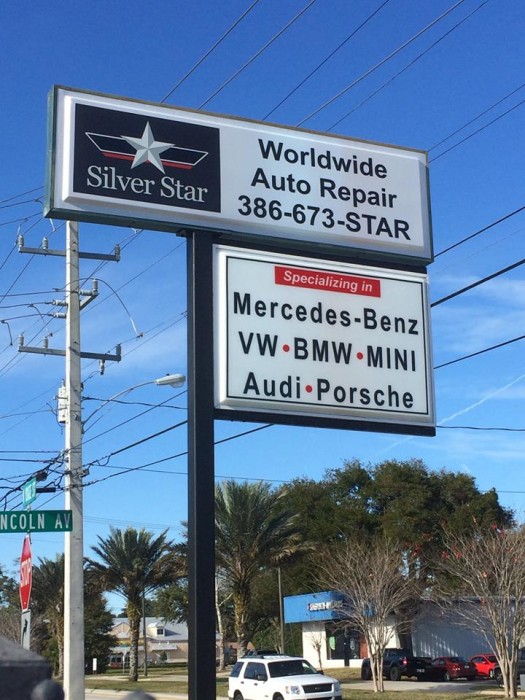 Silver Star
Worldwide
Auto Repair
386-673-STAR
Specializing in
Mercedes-Benz
VW•BMW•MINI
Audi•Porsche
NCOLN AV
STOP